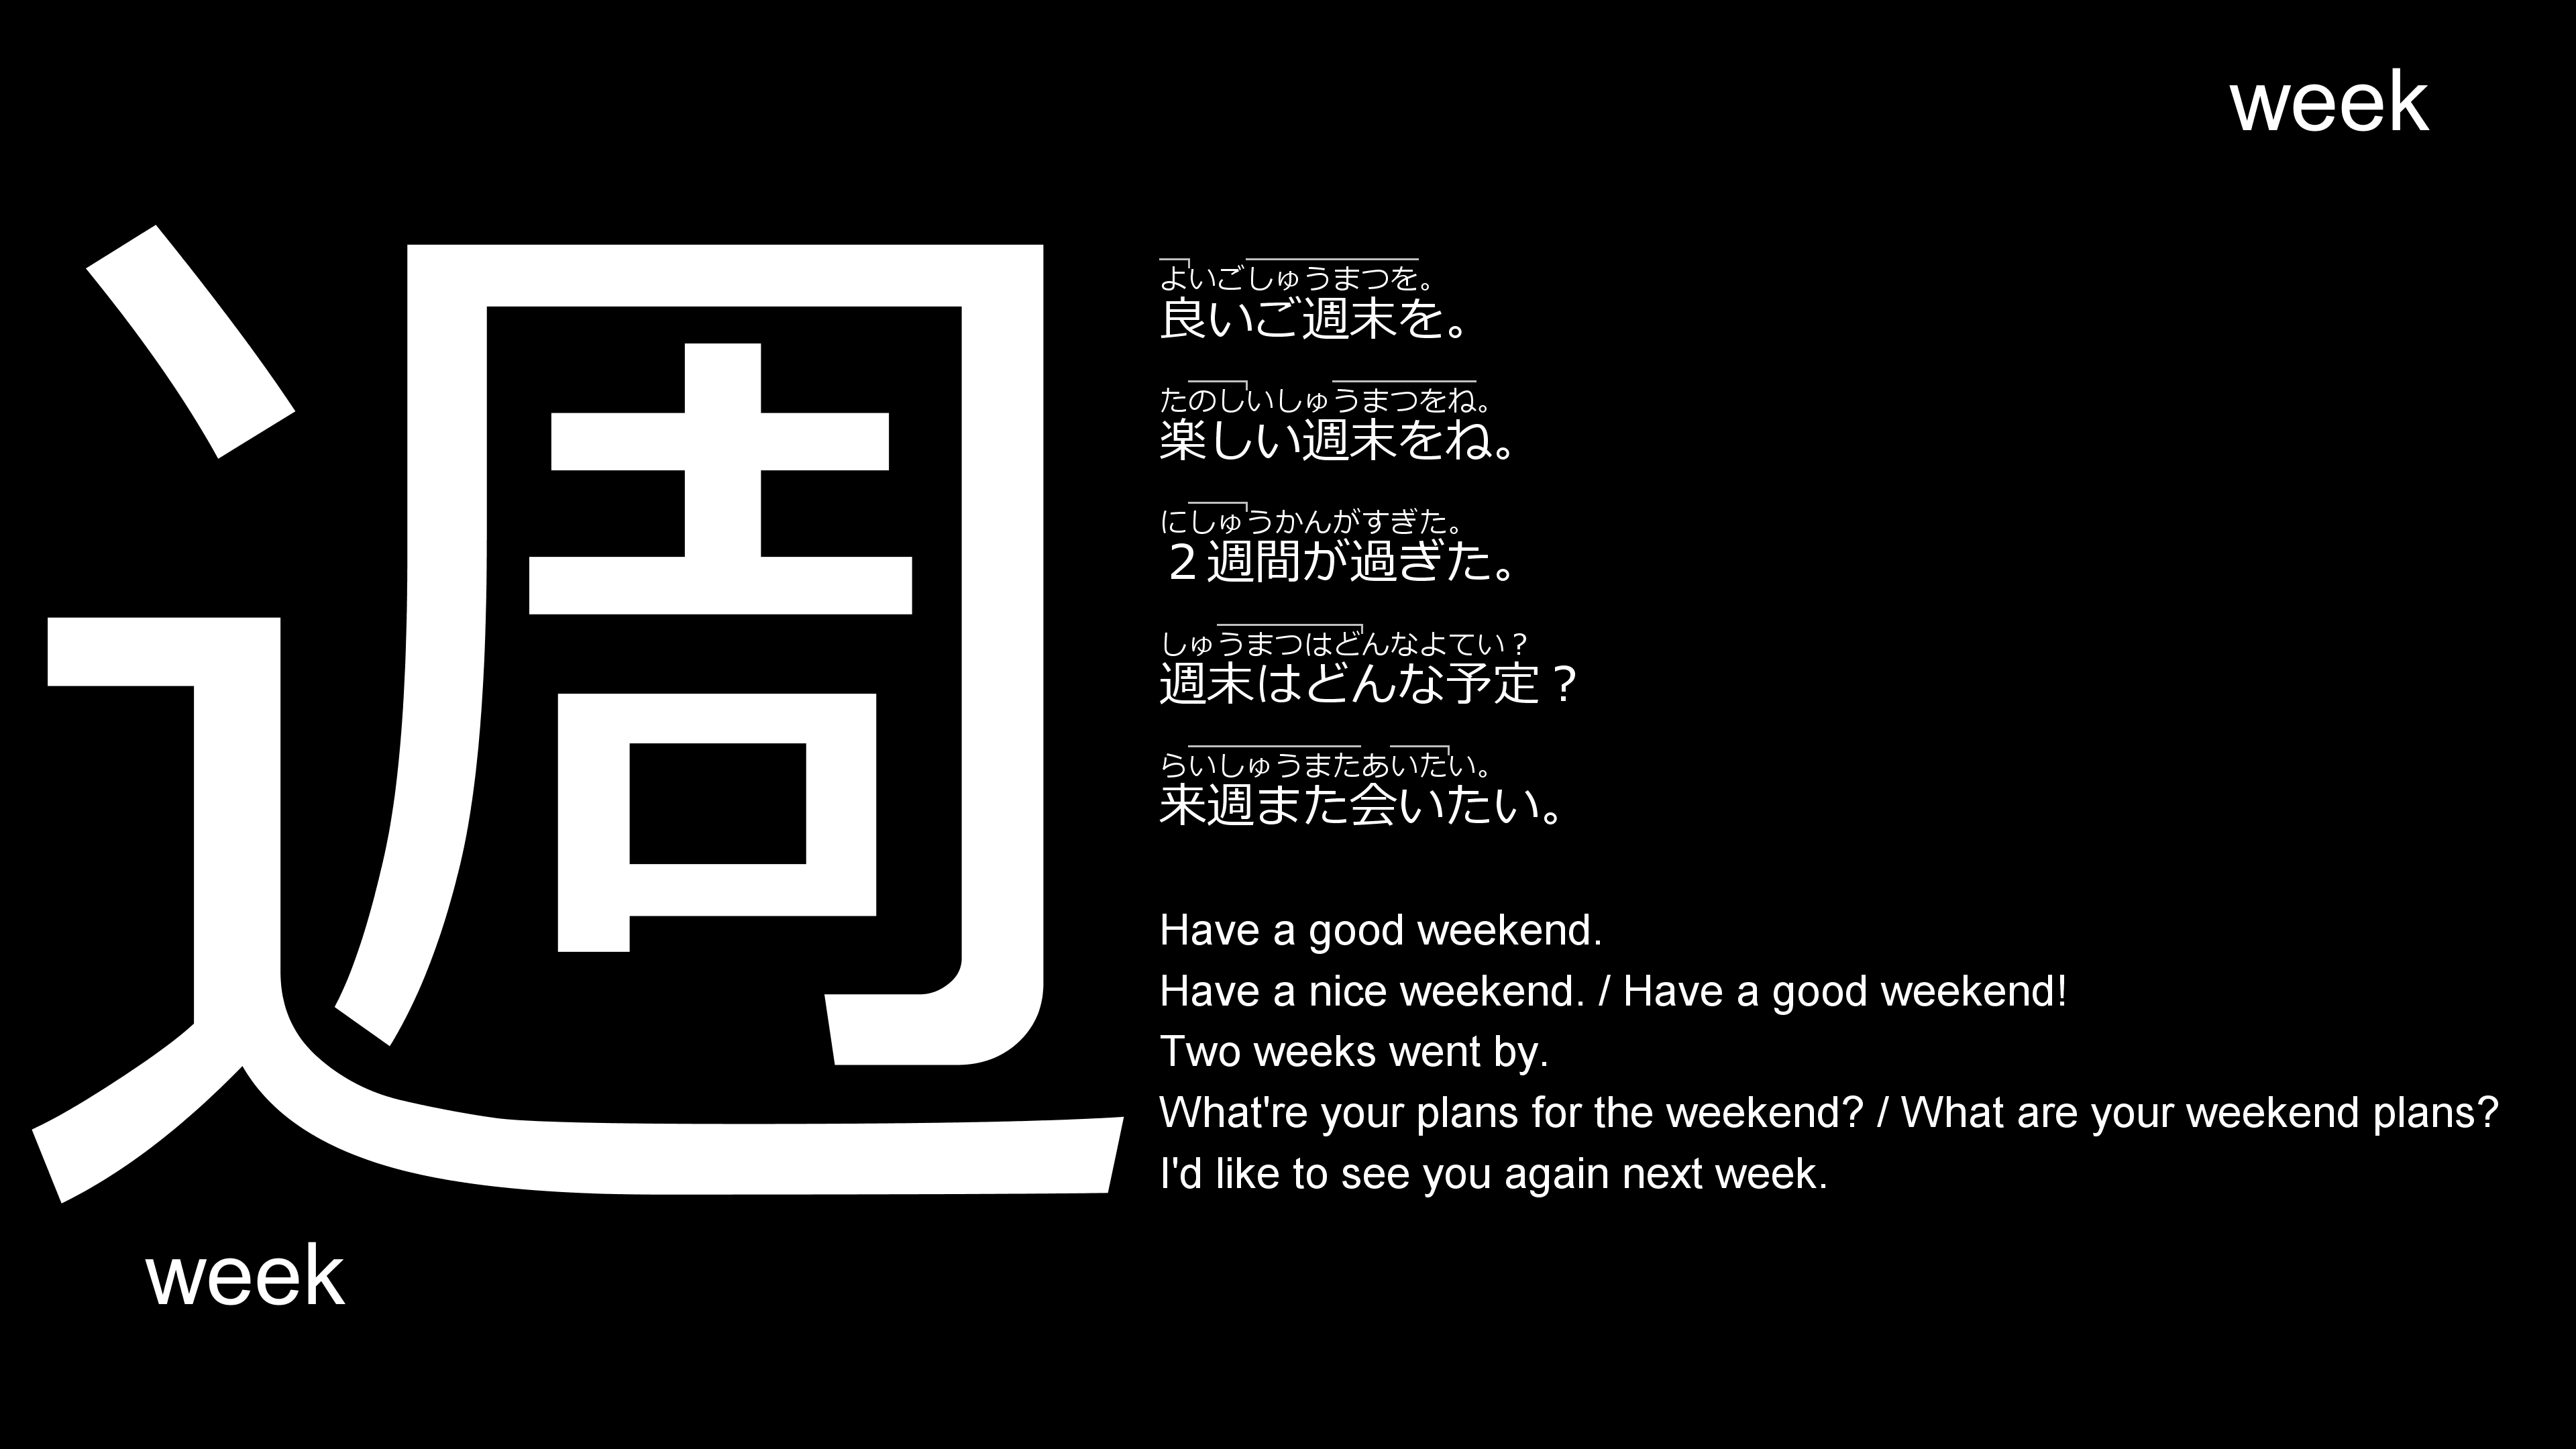 week
週
よいごしゅうまつを。
良いご週末を。
たのしいしゅうまつをね。
楽しい週末をね。
にしゅうかんがすぎた。
２週間が過ぎた。
しゅうまつはどんなよてい？
週末はどんな予定？
らいしゅうまたあいたい。
来週また会いたい。
Have a good weekend.
Have a nice weekend. / Have a good weekend!
Two weeks went by.
What're your plans for the weekend? / What are your weekend plans?
I'd like to see you again next week.
week